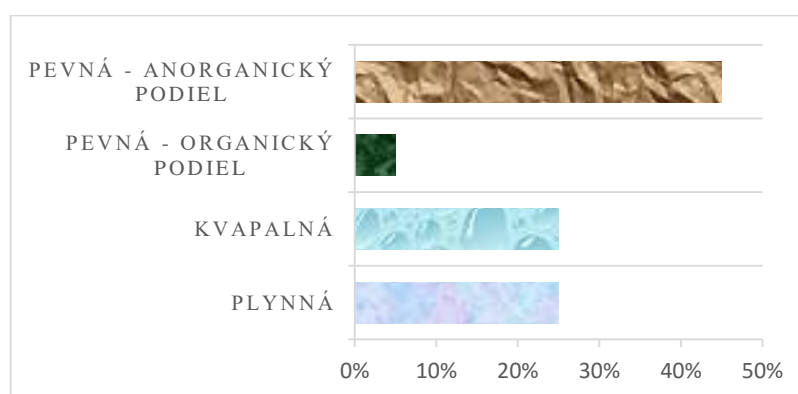 PEVNÁ - ANORGANICKÝ
PODIEL
PEVNÁ - ORGANICKÝ
PODIEL
KVAPALNÁ
PLYNNÁ
0% 10% 20% 30% 40% 50%